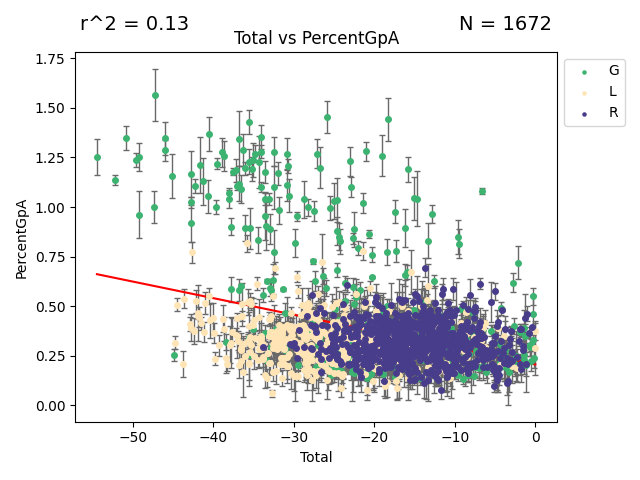 r^2 = 0.13
N = 1672
Total vs PercentGpA
1.75
1.50
1.25
1.00
0.75
0.50
0.25
0.00
PercentGpA
−50
−40
−30
−20
−10
0
Total
G
L
R